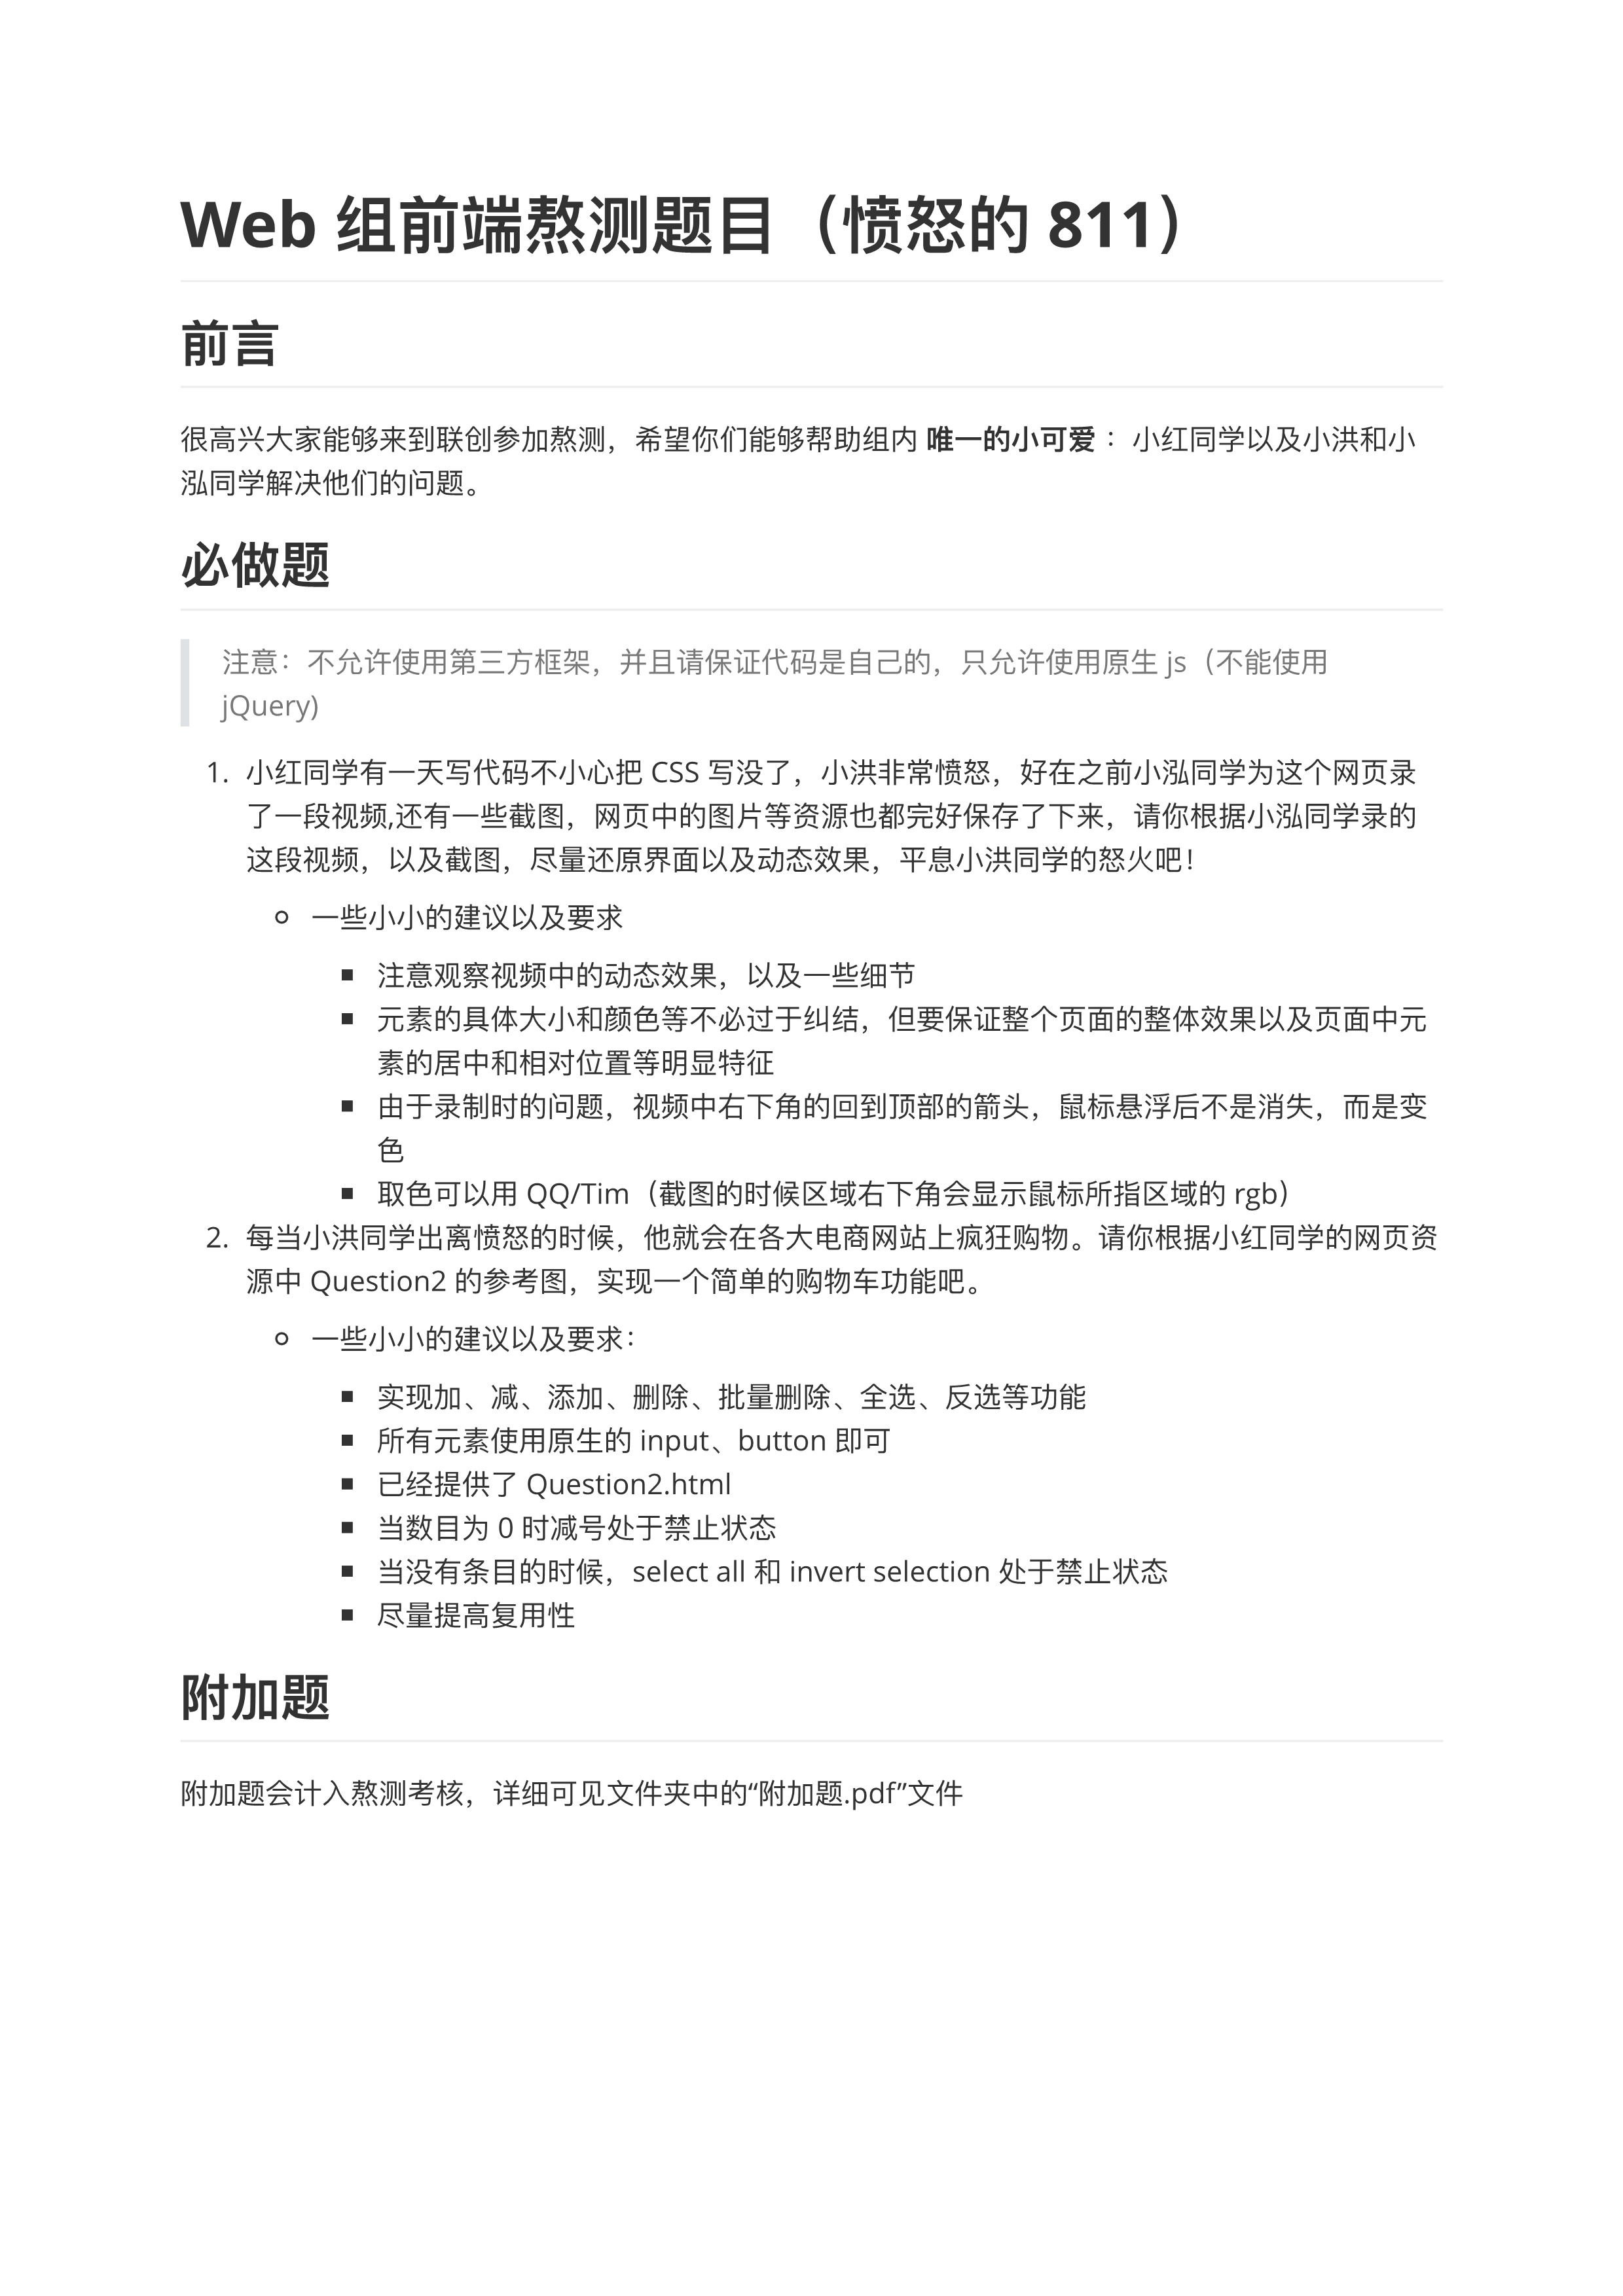 Web 组前端熬测题目（愤怒的 811）
前言
很高兴大家能够来到联创参加熬测，希望你们能够帮助组内 唯一的小可爱 ：小红同学以及小洪和小
泓同学解决他们的问题。
必做题
注意：不允许使用第三方框架，并且请保证代码是自己的，只允许使用原生 js（不能使用
jQuery)
1. 小红同学有一天写代码不小心把 CSS 写没了，小洪非常愤怒，好在之前小泓同学为这个网页录
了一段视频,还有一些截图，网页中的图片等资源也都完好保存了下来，请你根据小泓同学录的
这段视频，以及截图，尽量还原界面以及动态效果，平息小洪同学的怒火吧！
一些小小的建议以及要求
注意观察视频中的动态效果，以及一些细节
元素的具体大小和颜色等不必过于纠结，但要保证整个页面的整体效果以及页面中元
素的居中和相对位置等明显特征
由于录制时的问题，视频中右下角的回到顶部的箭头，鼠标悬浮后不是消失，而是变
色
取色可以用 QQ/Tim（截图的时候区域右下角会显示鼠标所指区域的 rgb）
2. 每当小洪同学出离愤怒的时候，他就会在各大电商网站上疯狂购物。请你根据小红同学的网页资
源中 Question2 的参考图，实现一个简单的购物车功能吧。
一些小小的建议以及要求：
实现加、减、添加、删除、批量删除、全选、反选等功能
所有元素使用原生的 input、button 即可
已经提供了 Question2.html
当数目为 0 时减号处于禁止状态
当没有条目的时候，select all 和 invert selection 处于禁止状态
尽量提高复用性
附加题
附加题会计入熬测考核，详细可见文件夹中的“附加题.pdf”文件